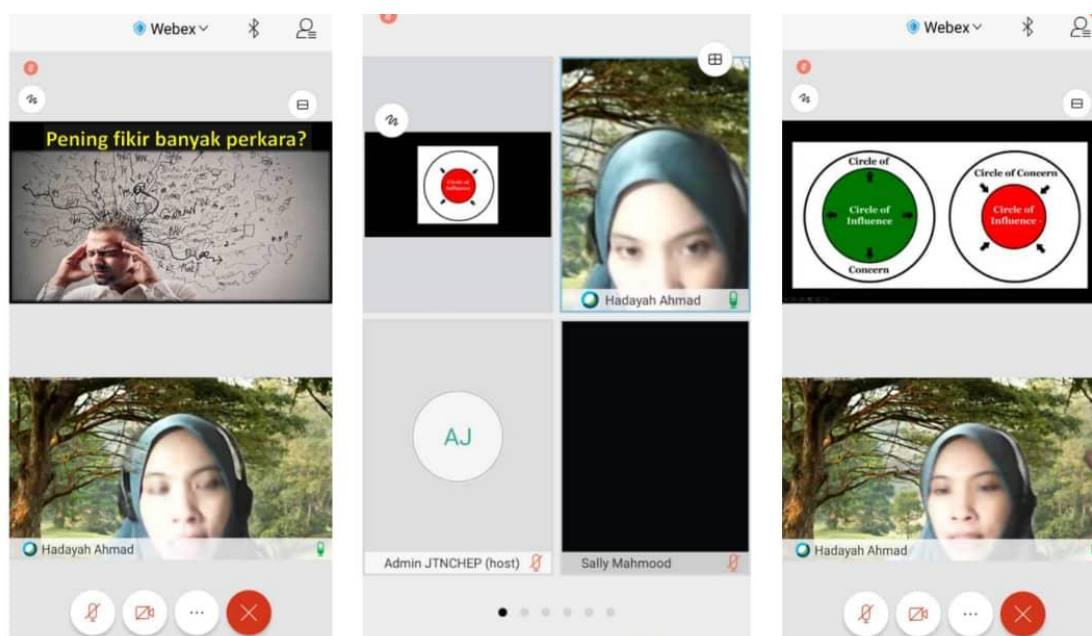 Webex
Pening fikir banyak perkara?
Hadayah Ahmad
Circle of
Influence
Hadayah Ahmad
AJ
Admin JTNCHEP (host)
Sally Mahmood
Webex
Circle of
Circle of
Influence
Concern
Circle of Concern
Circle of
Influence
Hadayah Ahmad